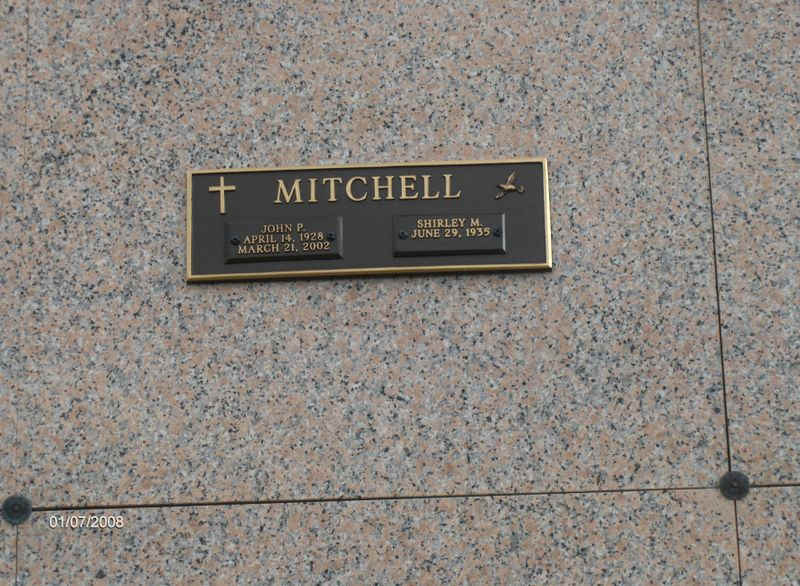 MITCHELL
JOHN P.
APRIL 14, 1928
MARCH 21, 2002
SHIRLEY M.
JUNE 29, 1935
01/07/2008